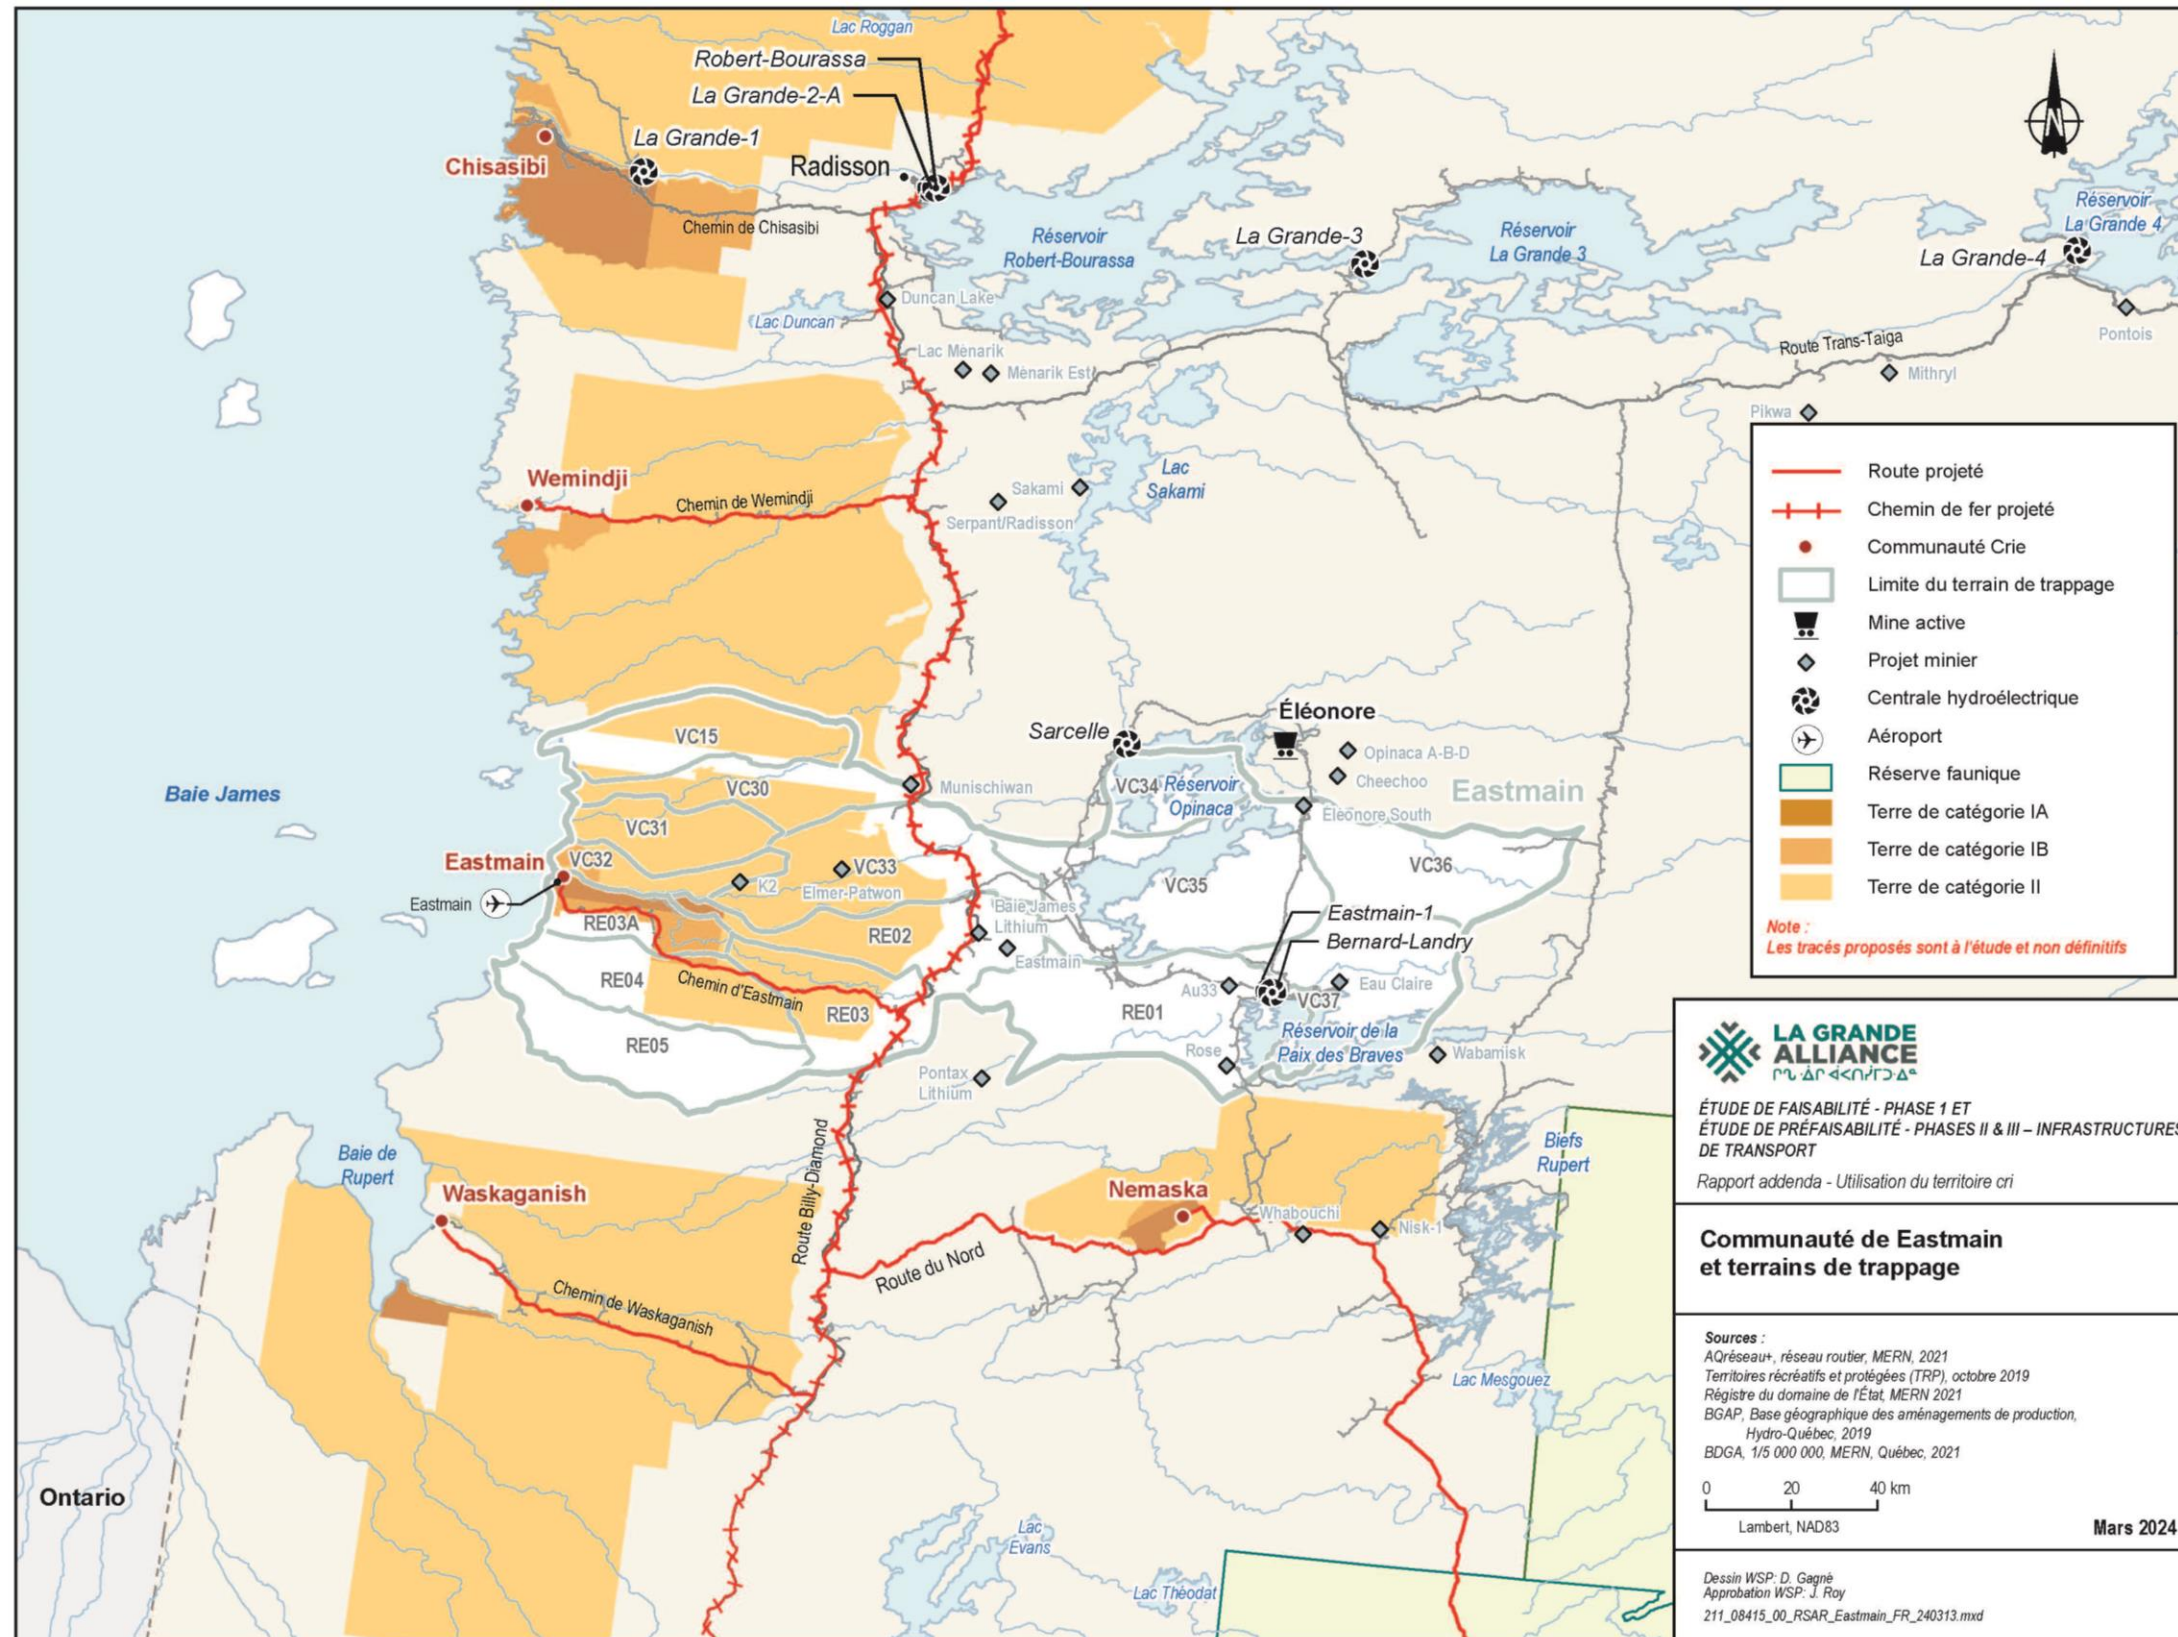 Lac Roggan
Robert-Bourassa
La Grande-2-A
La Grande-1
Chisasibi
Radisson
Chemin de Chisasibi
Réservoir
Robert-Bourassa
La Grande-3
Réservoir
La Grande 3
N
Réservoir
La Grande 4
La Grande-4
Duncan Lake
Lac Duncan
Lac Ménarik
Ménarik Est
Route Trans-Taiga
Pontois
Mithryl
Pikwa
Wemindji
Chemin de Wemindji
Sakami
Serpant/Radisson
Lac
Sakami
Route projeté
Chemin de fer projeté
Communauté Crie
Limite du terrain de trappage
Mine active
Projet minier
Centrale hydroélectrique
Aéroport
Réserve faunique
Terre de catégorie IA
Terre de catégorie IB
Terre de catégorie II
Note :
Les tracés proposés sont à l'étude et non définitifs
VC15
Sarcelle
Éléonore
Opinaca A-B-D
Cheechoo
Eastmain
Baie James
VC30
Munischiwan
VC34
Réservoir
Opinaca
Eleonore South
VC31
Eastmain
VC32
VC33
K2
Elmer-Patwon
VC35
VC36
Eastmain
RE03A
RE02
Baie James
Lithium
Eastmain
Eastmain-1
Bernard-Landry
RE04
Chemin d'Eastmain
RE03
Au33
VC37
Eau Claire
RE01
RE05
Réservoir de la
Paix des Braves
Rose
Wabamisk
Pontax
Lithium
Baie de
Rupert
Waskaganish
Route Billy-Diamond
Nemaska
Whabouchi
Nisk-1
Biefs
Rupert
Route du Nord
Chemin de Waskaganish
Lac Mesgouez
Ontario
Lac
Evans
Lac Théodat
LA GRANDE
ALLIANCE
ÉTUDE DE FAISABILITÉ - PHASE 1 ET
ÉTUDE DE PRÉFAISABILITÉ - PHASES II & III – INFRASTRUCTURES
DE TRANSPORT
Rapport addenda - Utilisation du territoire cri
Communauté de Eastmain
et terrains de trappage
Sources :
AQréseau+, réseau routier, MERN, 2021
Territoires récréatifs et protégées (TRP), octobre 2019
Régistre du domaine de l'État, MERN 2021
BGAP, Base géographique des aménagements de production,
Hydro-Québec, 2019
BDGA, 1/5 000 000, MERN, Québec, 2021
0 20 40 km
Lambert, NAD83
Mars 2024
Dessin WSP: D. Gagné
Approbation WSP: J. Roy
211_08415_00_RSAR_Eastmain_FR_240313.mxd